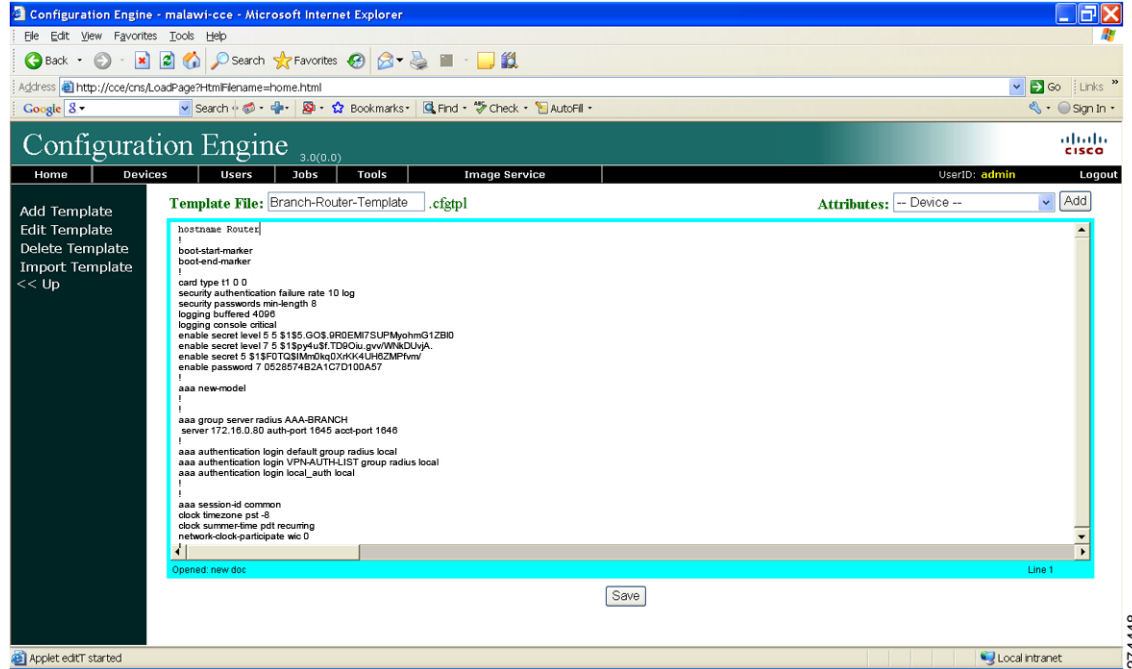 Configuration Engine - malawi-cce - Microsoft Internet Explorer
File Edit View Favorites Tools Help
Back Search Favorites
Address http://cce/cns/LoadPage?HtmlFilename=home.html Go Links »
Google Search Bookmarks Find Check AutoFill Sign In
Configuration Engine 3.0(0.0)
CISCO
Home Devices Users Jobs Tools Image Service UserID: admin Logout
Add Template
Edit Template
Delete Template
Import Template
<< Up
Template File: Branch-Router-Template .cfgtpl Attributes: -- Device -- Add
hostname Router
!
boot-start-marker
boot-end-marker
!
card type t1 0 0
security authentication failure rate 10 log
security passwords min-length 8
logging buffered 4096
logging console critical
enable secret level 5 5 $1$5.GO$.9R0EMI7SUPMyohmG1ZBI0
enable secret level 7 5 $1$py4u$f.TD9Oiu.gvv/WNkDUvjA.
enable secret 5 $1$F0TQ$IMm0kq0XrKK4UH6ZMPfvm/
enable password 7 0528574B2A1C7D100A57
!
aaa new-model
!
!
aaa group server radius AAA-BRANCH
server 172.16.0.80 auth-port 1645 acct-port 1646
!
aaa authentication login default group radius local
aaa authentication login VPN-AUTH-LIST group radius local
aaa authentication login local_auth local
!
!
aaa session-id common
clock timezone pst -8
clock summer-time pdt recurring
network-clock-participate wic 0
!
Opened: new doc Line 1
Save
Applet editT started Local intranet